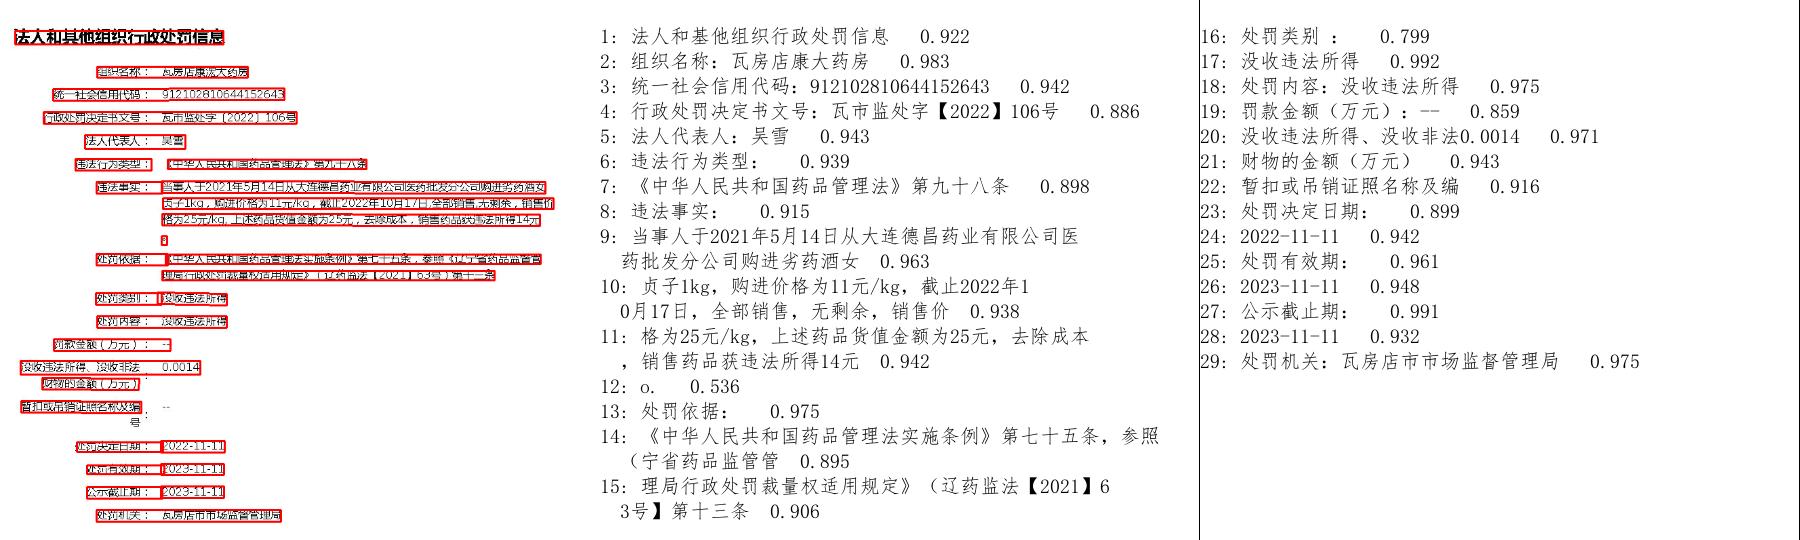 法人和其他组织行政处罚信息
组织名称： 瓦房店康大药房
统一社会信用代码： 912102810644152643
行政处罚决定书文号： 瓦市监处字〔2022〕106号
法人代表人： 吴雪
违法行为类型： 《中华人民共和国药品管理法》第九十八条
违法事实： 当事人于2021年5月14日从大连德昌药业有限公司医药批发分公司购进劣药酒女
贞子1kg，购进价格为11元/kg，截止2022年10月17日,全部销售,无剩余，销售价
格为25元/kg,上述药品货值金额为25元，去除成本，销售药品获违法所得14元
。
处罚依据： 《中华人民共和国药品管理法实施条例》第七十五条，参照《辽宁省药品监管管
理局行政处罚裁量权适用规定》（辽药监法【2021】63号）第十三条
处罚类别： 没收违法所得
处罚内容： 没收违法所得
罚款金额（万元）： --
没收违法所得、没收非法 0.0014
财物的金额（万元） ：
暂扣或吊销证照名称及编 --
号 ：
处罚决定日期： 2022-11-11
处罚有效期： 2023-11-11
公示截止期： 2023-11-11
处罚机关： 瓦房店市市场监督管理局
1: 法人和基他组织行政处罚信息 0.922
2: 组织名称：瓦房店康大药房 0.983
3: 统一社会信用代码：912102810644152643 0.942
4: 行政处罚决定书文号：瓦市监处字【2022】106号 0.886
5: 法人代表人：吴雪 0.943
6: 违法行为类型： 0.939
7: 《中华人民共和国药品管理法》第九十八条 0.898
8: 违法事实： 0.915
9: 当事人于2021年5月14日从大连德昌药业有限公司医
药批发分公司购进劣药酒女 0.963
10: 贞子1kg，购进价格为11元/kg，截止2022年1
0月17日，全部销售，无剩余，销售价 0.938
11: 格为25元/kg，上述药品货值金额为25元，去除成本
，销售药品获违法所得14元 0.942
12: o. 0.536
13: 处罚依据： 0.975
14: 《中华人民共和国药品管理法实施条例》第七十五条，参照
（宁省药品监管管 0.895
15: 理局行政处罚裁量权适用规定》（辽药监法【2021】6
3号】第十三条 0.906
16: 处罚类别 ： 0.799
17: 没收违法所得 0.992
18: 处罚内容：没收违法所得 0.975
19: 罚款金额（万元）：-- 0.859
20: 没收违法所得、没收非法0.0014 0.971
21: 财物的金额（万元） 0.943
22: 暂扣或吊销证照名称及编 0.916
23: 处罚决定日期： 0.899
24: 2022-11-11 0.942
25: 处罚有效期： 0.961
26: 2023-11-11 0.948
27: 公示截止期： 0.991
28: 2023-11-11 0.932
29: 处罚机关：瓦房店市市场监督管理局 0.975